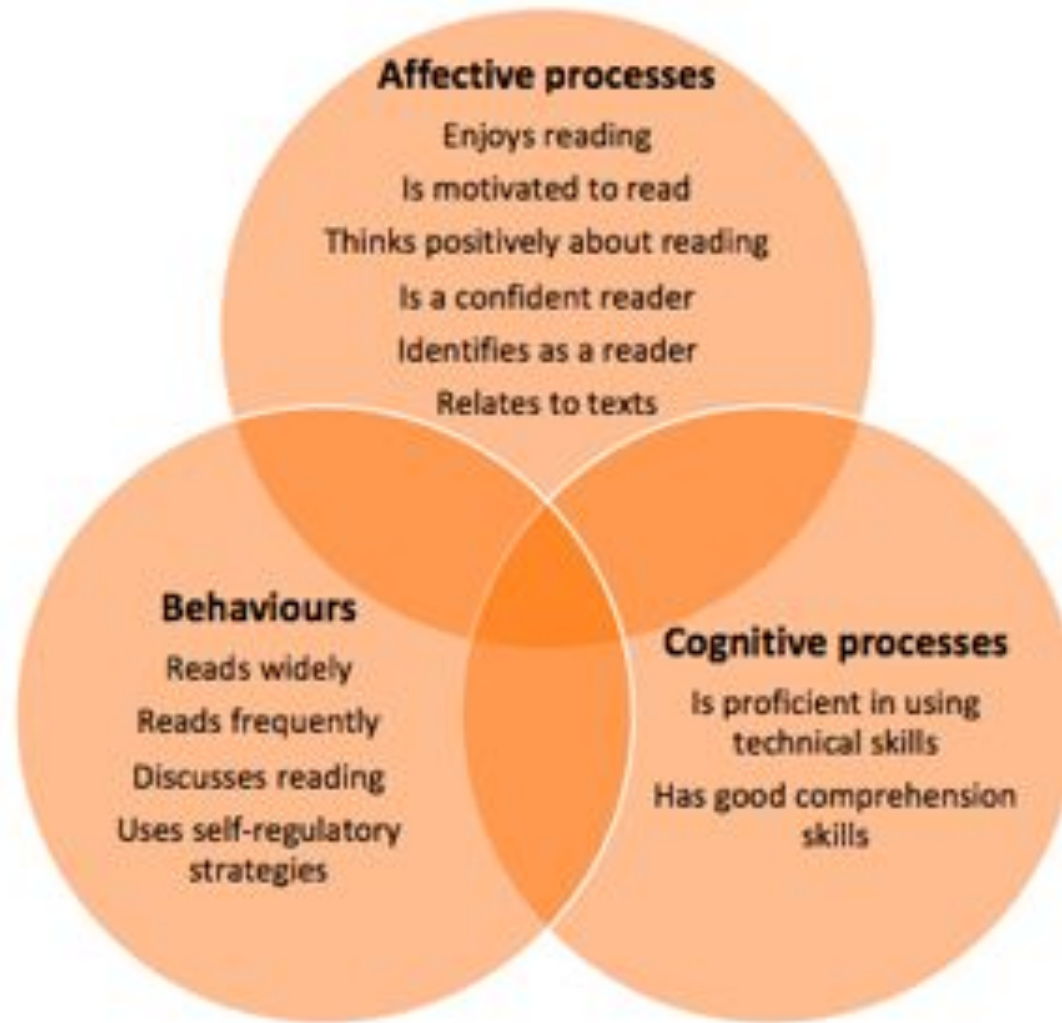 Affective processes
Enjoys reading
Is motivated to read
Thinks positively about reading
Is a confident reader
Identifies as a reader
Relates to texts
Behaviours
Reads widely
Reads frequently
Discusses reading
Uses self-regulatory
strategies
Cognitive processes
Is proficient in using
technical skills
Has good comprehension
skills